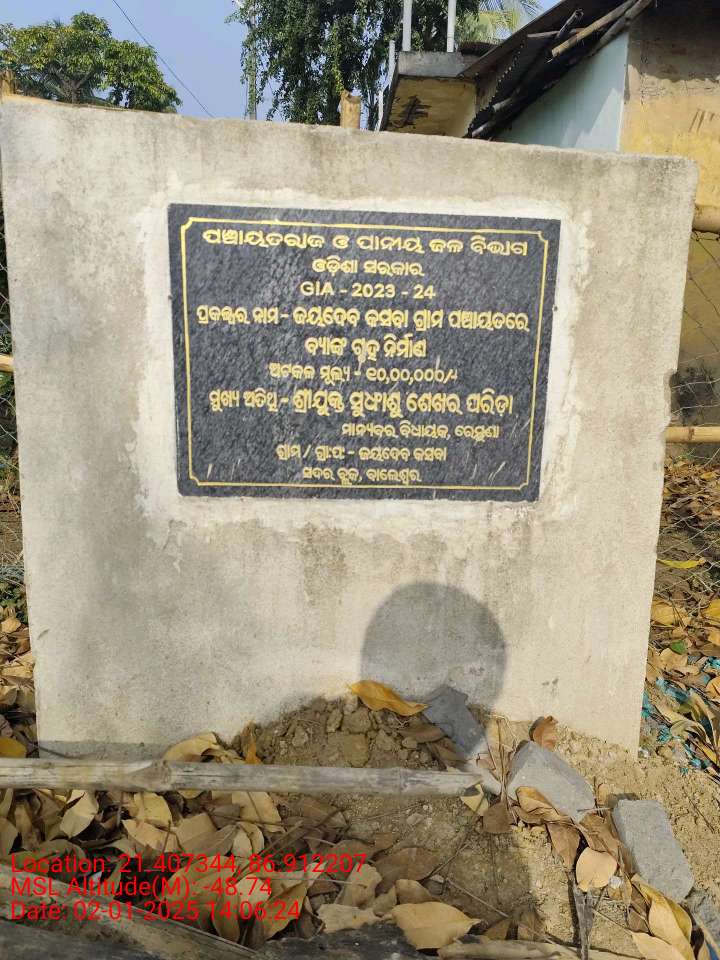 ପଞ୍ଚାୟତରାଜ ଓ ପାନୀୟ ଜଳ ବିଭାଗ
ଓଡ଼ିଶା ସରକାର
GIA - 2023 - 24
ପ୍ରକଳ୍ପର ନାମ - ଜୟଦେବ କସବା ଗ୍ରାମ ପଞ୍ଚାୟତରେ
ବ୍ୟାଙ୍କ ଗୃହ ନିର୍ମାଣ
ଅଟକଳ ମୂଲ୍ୟ - ୧୦,୦୦,୦୦୦/-
ମୁଖ୍ୟ ଅତିଥି - ଶ୍ରୀଯୁକ୍ତ ସୁଧାଂଶୁ ଶେଖର ପରିଡ଼ା
ମାନ୍ୟବର ବିଧାୟକ, ରେମୁଣା
ଗ୍ରାମ / ଗ୍ରା.ପ. - ଜୟଦେବ କସବା
ସଦର ବ୍ଲକ, ବାଲେଶ୍ୱର
Location: 21.407344, 86.912207
MSL Altitude(M): -48.74
Date: 02-01-2025 14:06:24